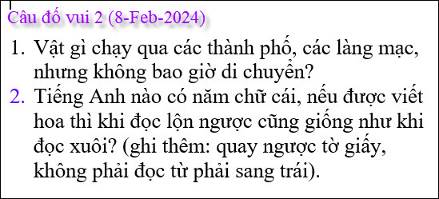 Câu đố vui 2 (8-Feb-2024)
1. Vật gì chạy qua các thành phố, các làng mạc,
nhưng không bao giờ di chuyển?
2. Tiếng Anh nào có năm chữ cái, nếu được viết
hoa thì khi đọc lộn ngược cũng giống như khi
đọc xuôi? (ghi thêm: quay ngược tờ giấy,
không phải đọc từ phải sang trái).